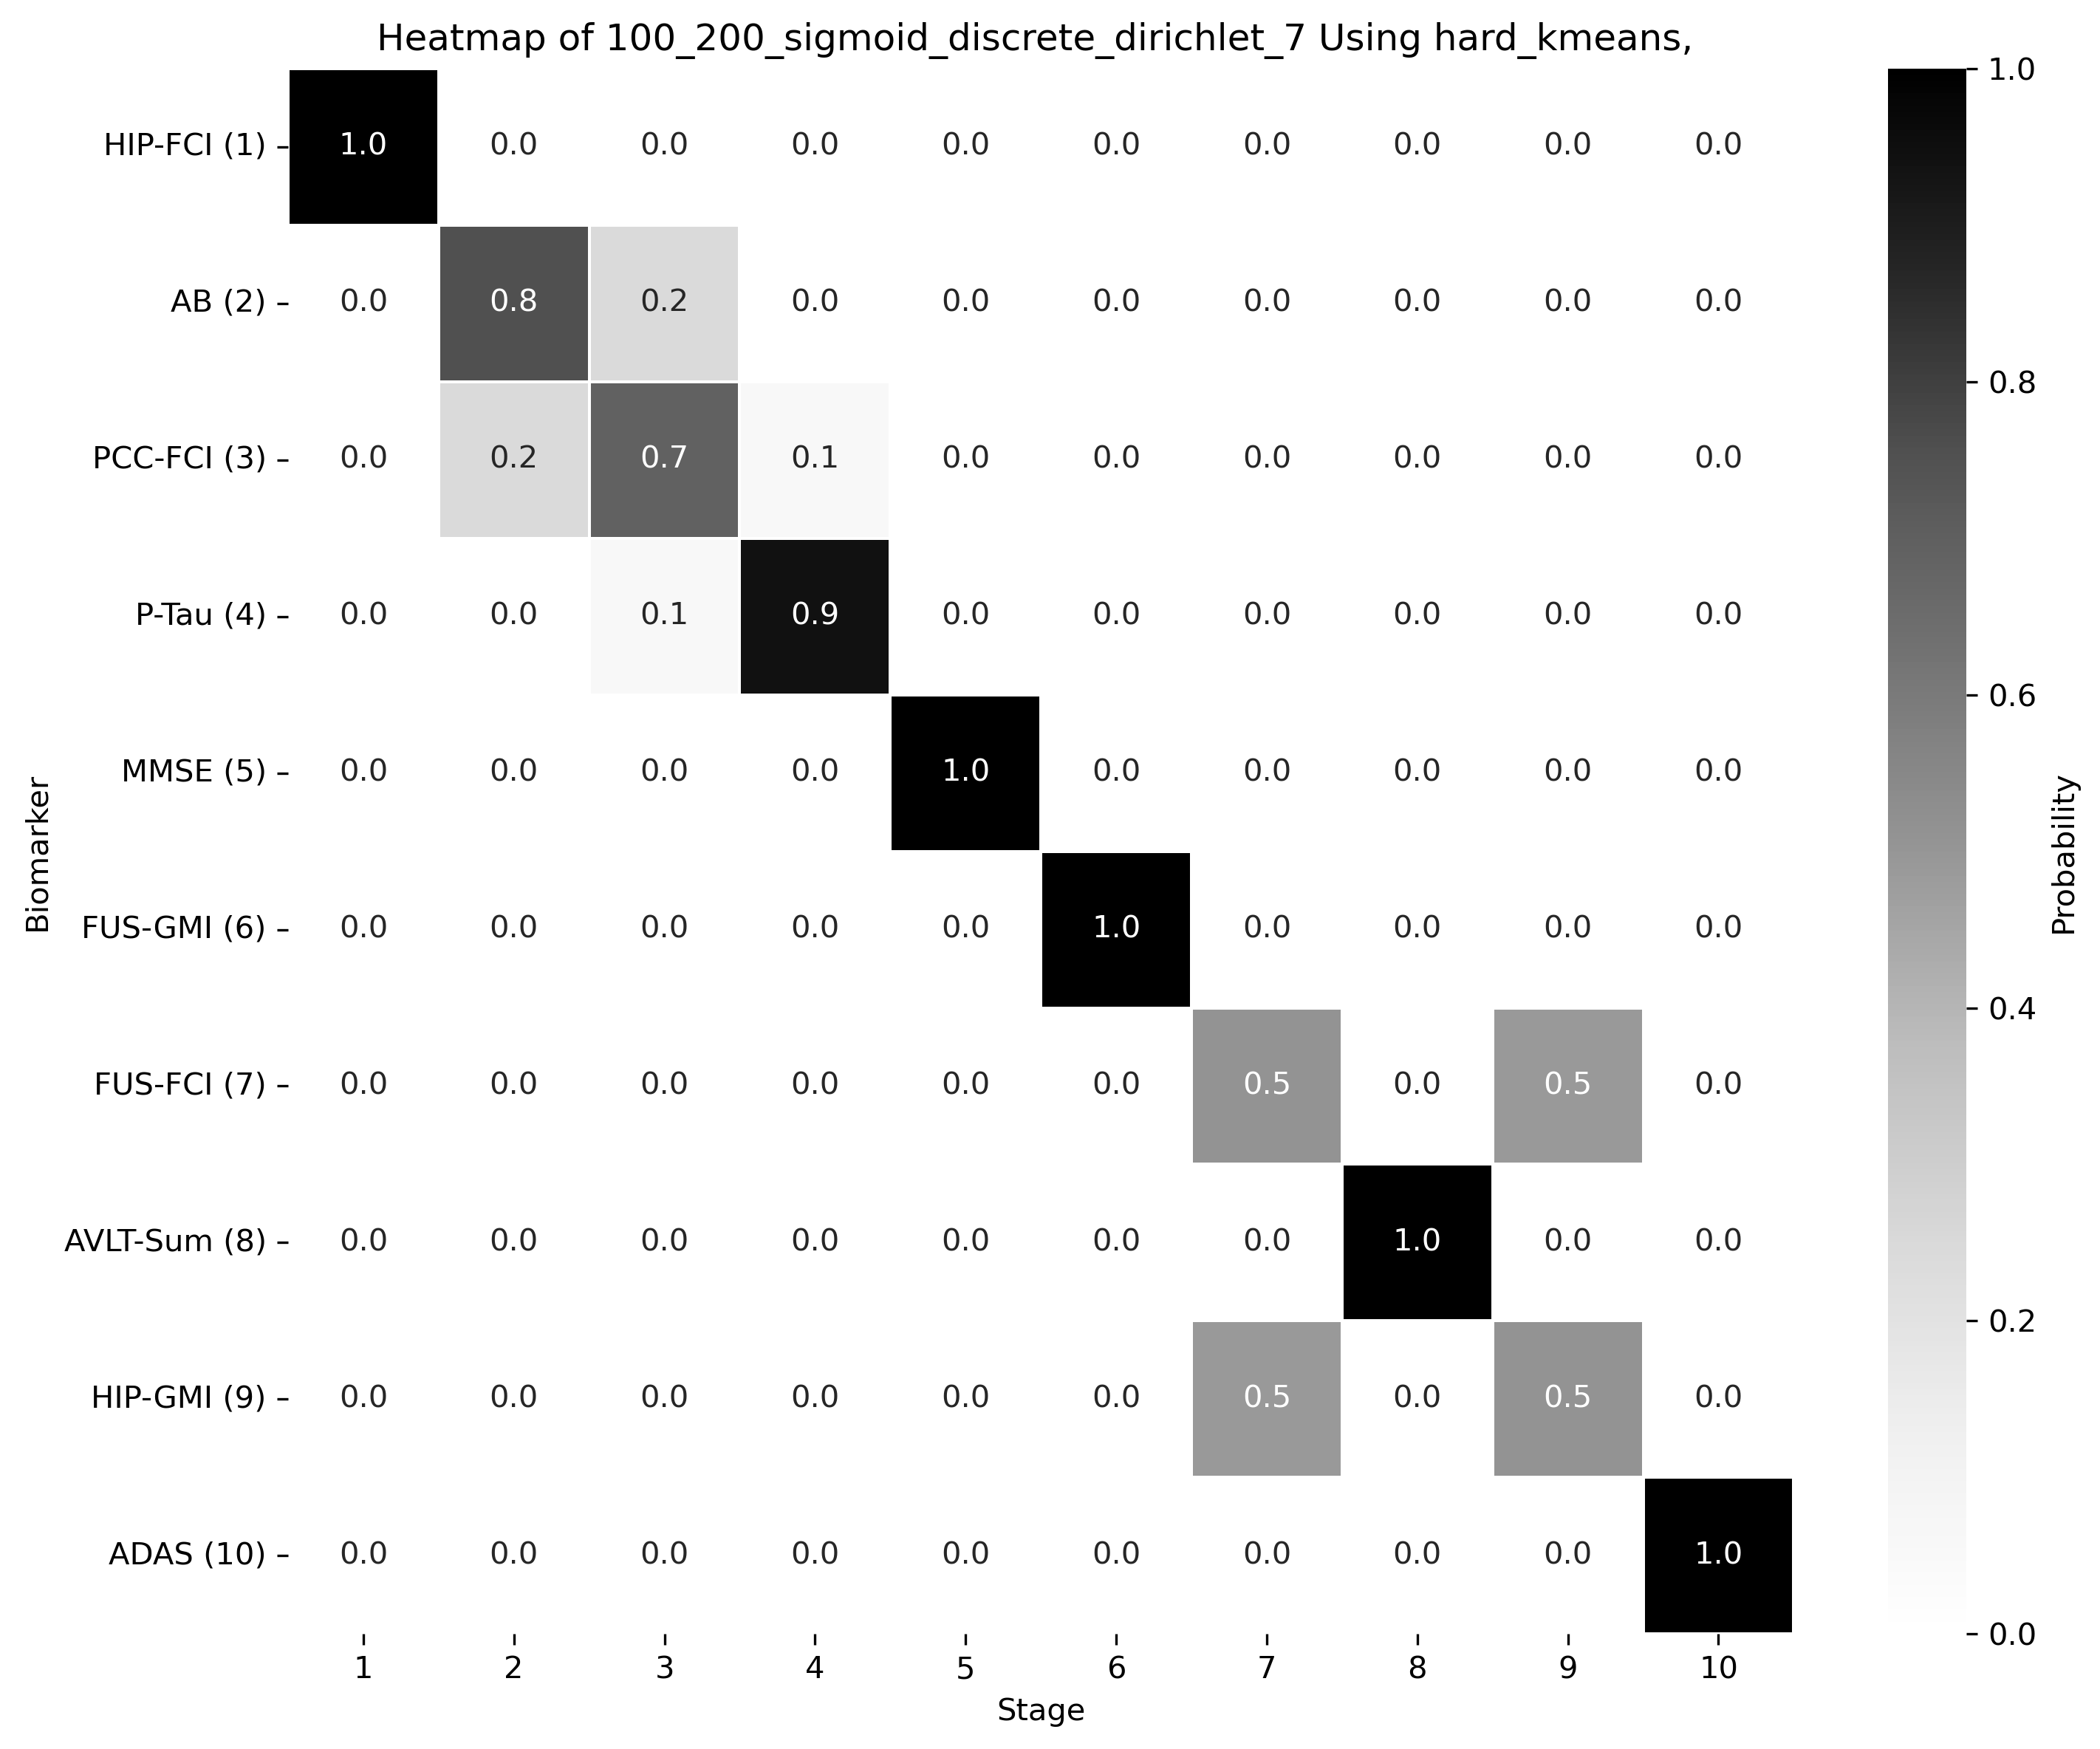 Heatmap of 100_200_sigmoid_discrete_dirichlet_7 Using hard_kmeans,
HIP-FCI (1) 1.0 0.0 0.0 0.0 0.0 0.0 0.0 0.0 0.0 0.0
AB (2) 0.0 0.8 0.2 0.0 0.0 0.0 0.0 0.0 0.0 0.0
PCC-FCI (3) 0.0 0.2 0.7 0.1 0.0 0.0 0.0 0.0 0.0 0.0
P-Tau (4) 0.0 0.0 0.1 0.9 0.0 0.0 0.0 0.0 0.0 0.0
MMSE (5) 0.0 0.0 0.0 0.0 1.0 0.0 0.0 0.0 0.0 0.0
FUS-GMI (6) 0.0 0.0 0.0 0.0 0.0 1.0 0.0 0.0 0.0 0.0
FUS-FCI (7) 0.0 0.0 0.0 0.0 0.0 0.0 0.5 0.0 0.5 0.0
AVLT-Sum (8) 0.0 0.0 0.0 0.0 0.0 0.0 0.0 1.0 0.0 0.0
HIP-GMI (9) 0.0 0.0 0.0 0.0 0.0 0.0 0.5 0.0 0.5 0.0
ADAS (10) 0.0 0.0 0.0 0.0 0.0 0.0 0.0 0.0 0.0 1.0
1 2 3 4 5 6 7 8 9 10
Stage
Biomarker
1.0
0.8
0.6
0.4
0.2
0.0
Probability